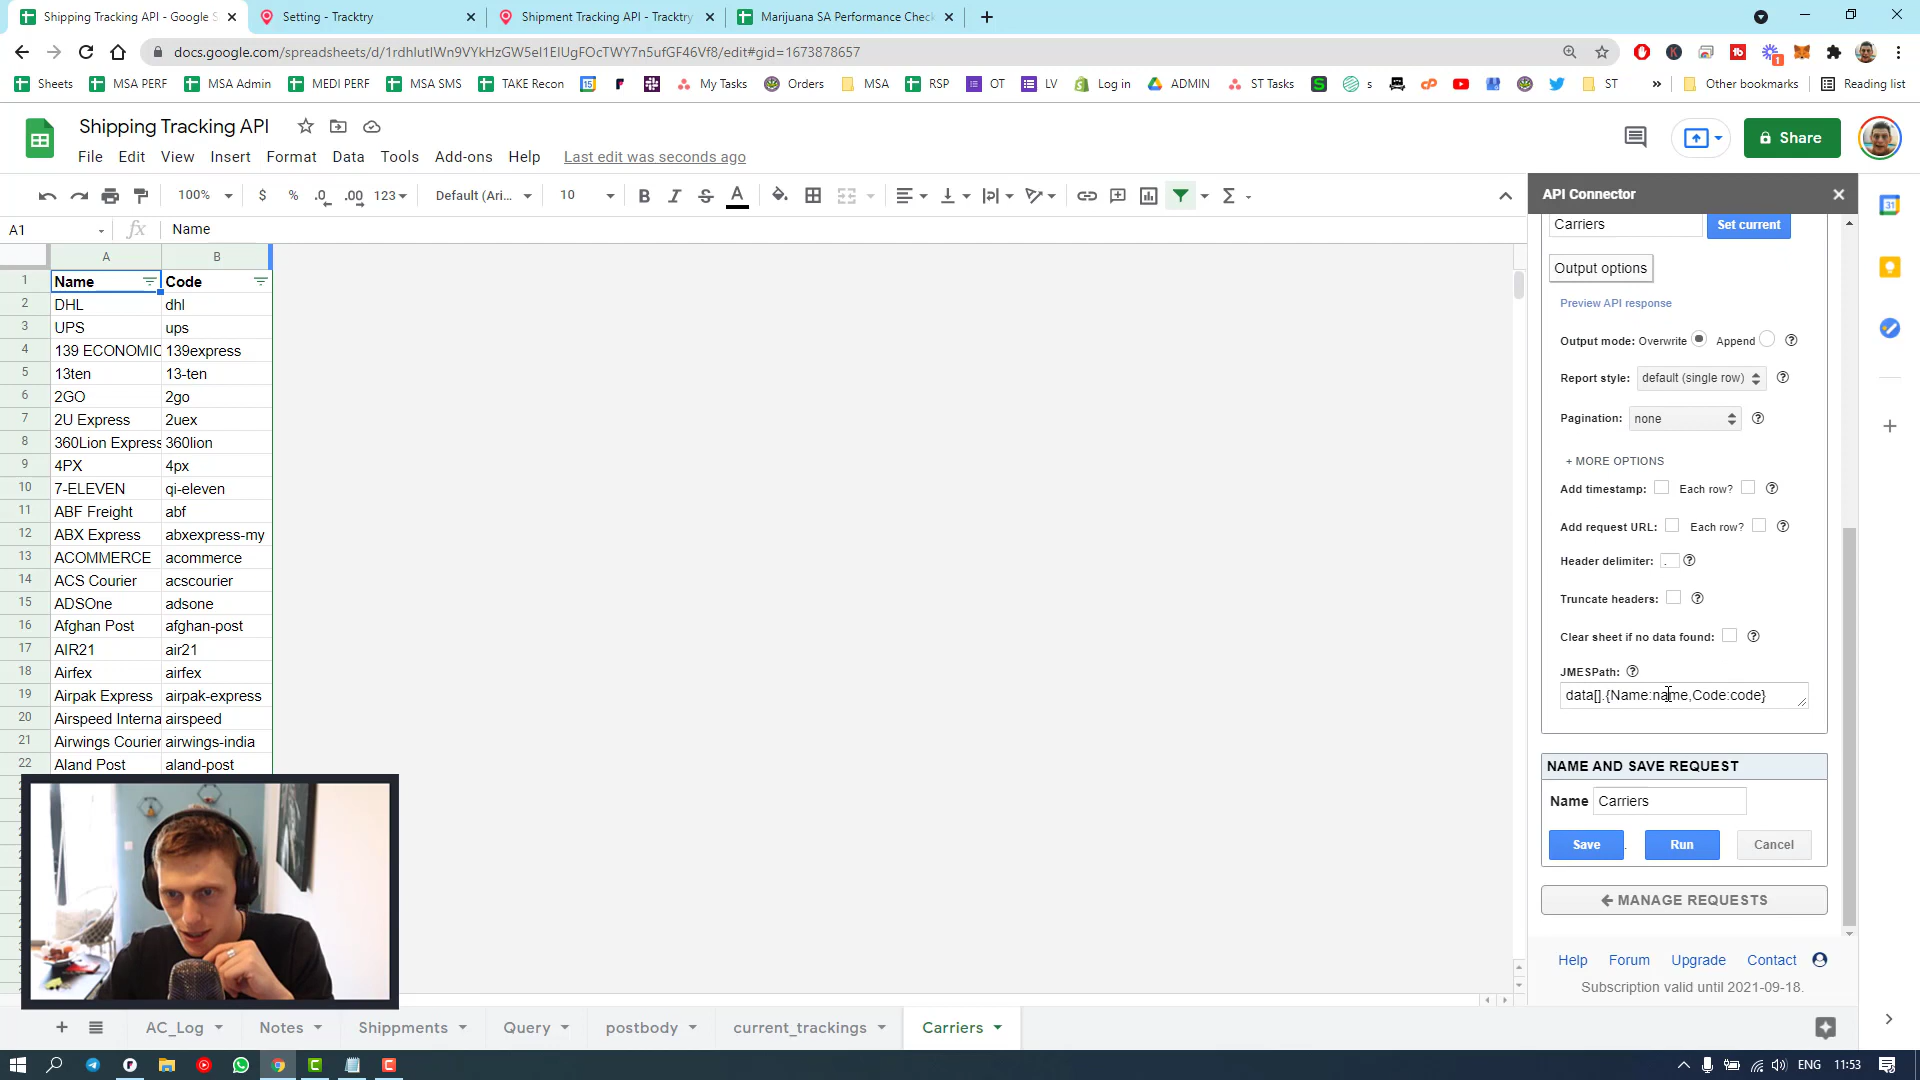 Shipping Tracking API - Google S
Setting - Tracktry
Shipment Tracking API - Tracktry
Marijuana SA Performance Check
docs.google.com/spreadsheets/d/1rdhlutlWn9VYkHzGW5el1ElUgFOcTWY7n5ufGF46Vf8/edit#gid=1673878657
Sheets MSA PERF MSA Admin MEDI PERF MSA SMS TAKE Recon My Tasks Orders MSA RSP OT LV Log in ADMIN ST Tasks s ST » Other bookmarks Reading list
Shipping Tracking API
Share
File Edit View Insert Format Data Tools Add-ons Help Last edit was seconds ago
100% $ % .0 .00 123 Default (Ari... 10 B I S A
A1 fx Name
A B
1 Name Code
2 DHL dhl
3 UPS ups
4 139 ECONOMIC 139express
5 13ten 13-ten
6 2GO 2go
7 2U Express 2uex
8 360Lion Express 360lion
9 4PX 4px
10 7-ELEVEN qi-eleven
11 ABF Freight abf
12 ABX Express abxexpress-my
13 ACOMMERCE acommerce
14 ACS Courier acscourier
15 ADSOne adsone
16 Afghan Post afghan-post
17 AIR21 air21
18 Airfex airfex
19 Airpak Express airpak-express
20 Airspeed Interna airspeed
21 Airwings Courier airwings-india
22 Aland Post aland-post
API Connector
Carriers Set current
Output options
Preview API response
Output mode: Overwrite Append
Report style: default (single row)
Pagination: none
+ MORE OPTIONS
Add timestamp: Each row?
Add request URL: Each row?
Header delimiter: .
Truncate headers:
Clear sheet if no data found:
JMESPath:
data[].{Name:name,Code:code}
NAME AND SAVE REQUEST
Name Carriers
Save . Run Cancel
MANAGE REQUESTS
Help Forum Upgrade Contact
Subscription valid until 2021-09-18.
AC_Log Notes Shippments Query postbody current_trackings Carriers
ENG 11:53